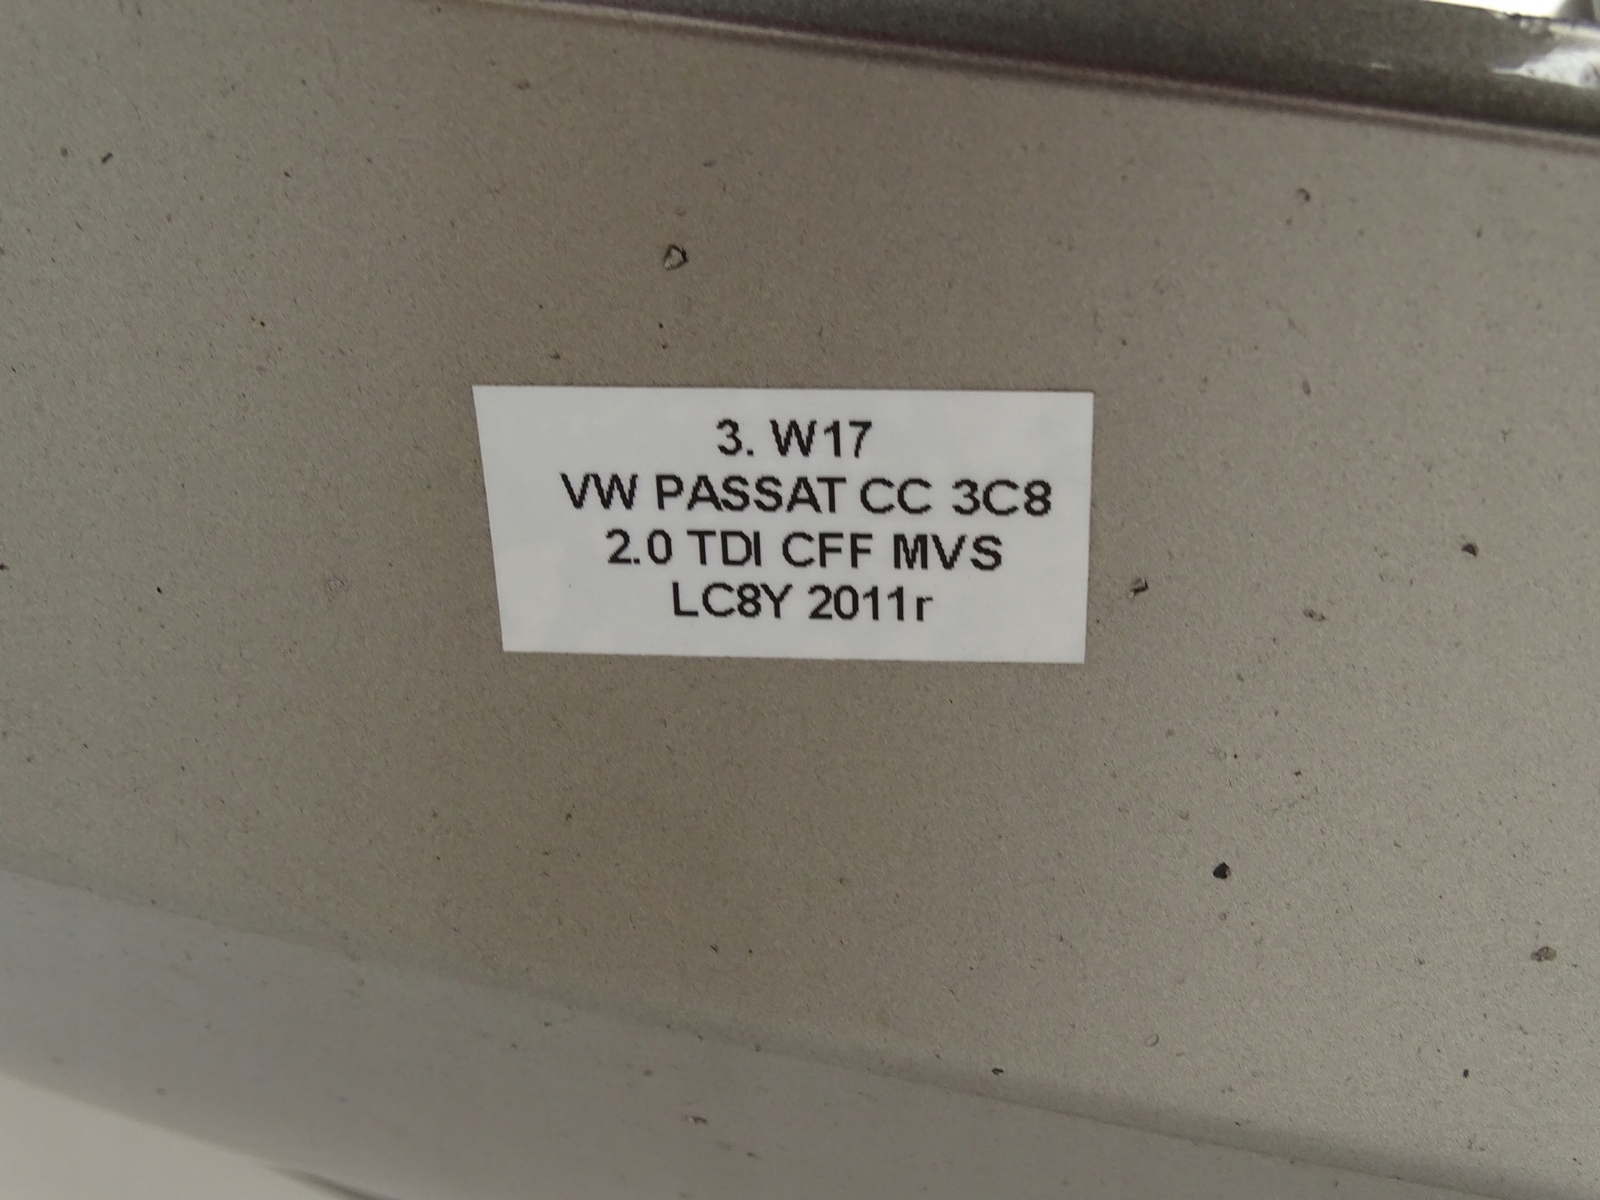 3. W17
VW PASSAT CC 3C8
2.0 TDI CFF MVS
LC8Y 2011r